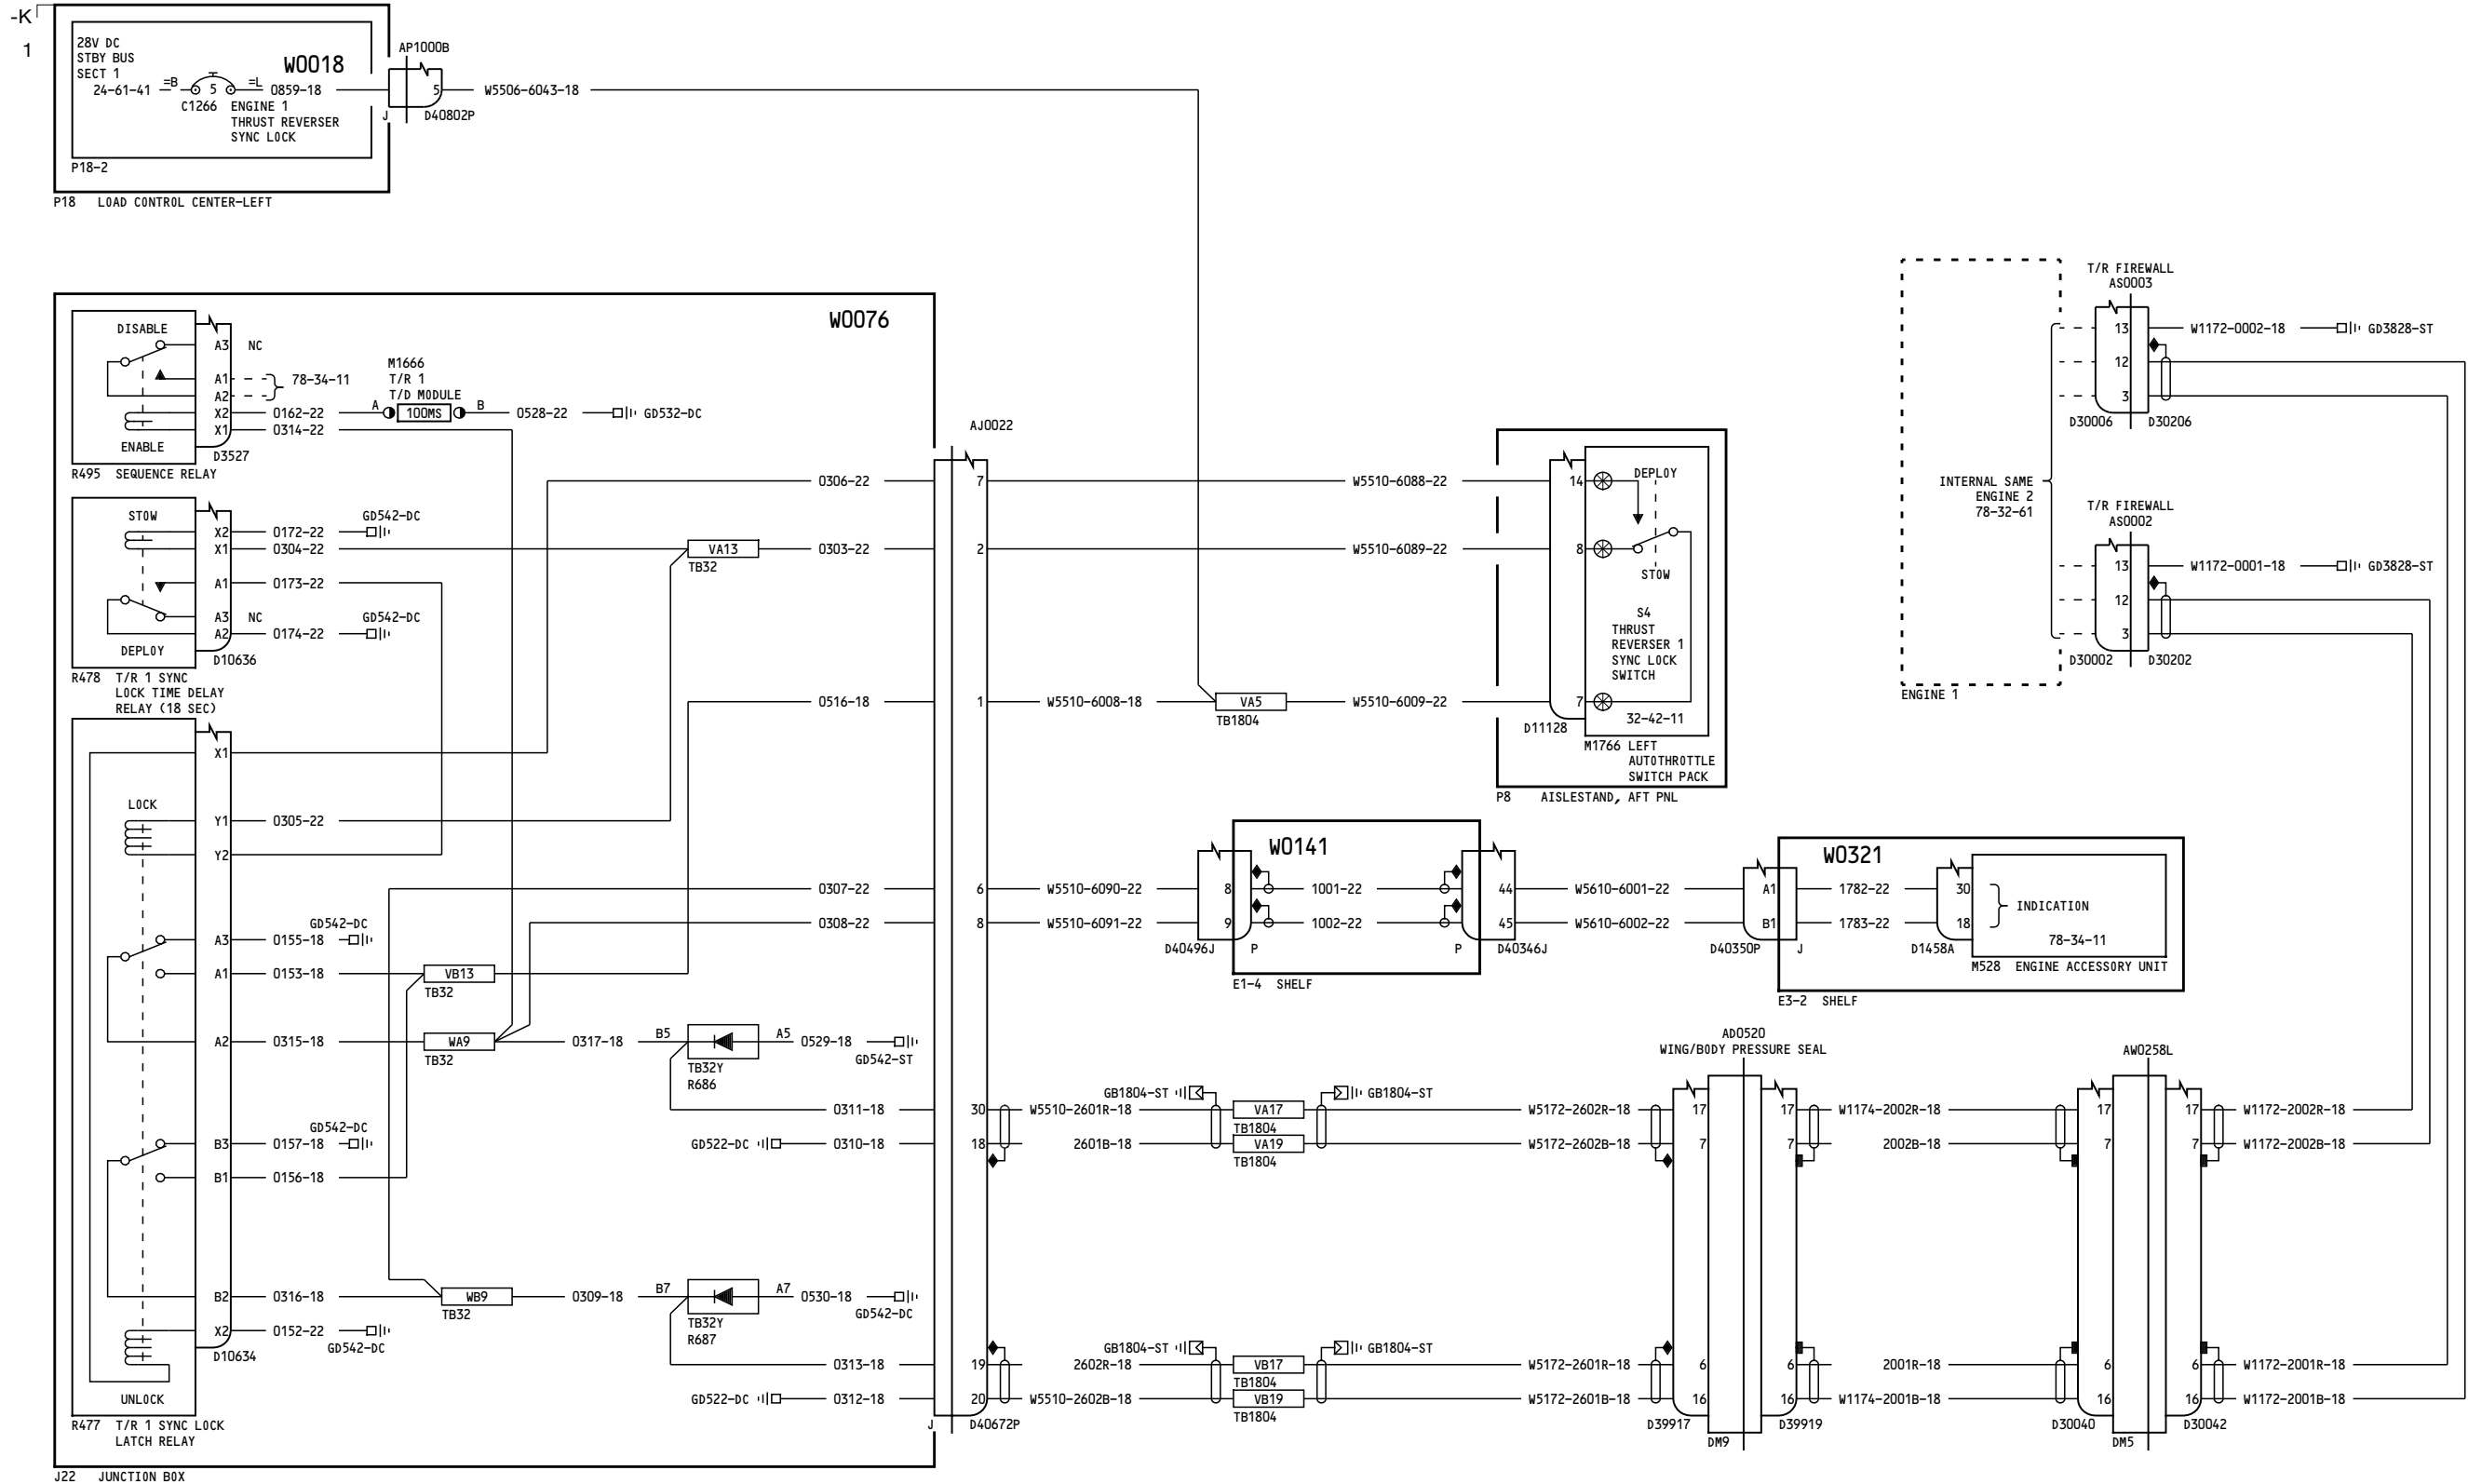 -K
1
28V DC
STBY BUS
SECT 1
24-61-41
=B
5
=L
0859-18
W0018
C1266
ENGINE 1
THRUST REVERSER
SYNC LOCK
P18-2
P18 LOAD CONTROL CENTER-LEFT
AP1000B
5
J
D40802P
W5506-6043-18
W0076
DISABLE
A3 NC
A1
A2
78-34-11
X2 0162-22
X1 0314-22
ENABLE
D3527
R495 SEQUENCE RELAY
M1666
T/R 1
T/D MODULE
A 100MS B
0528-22
GD532-DC
STOW
X2 0172-22
GD542-DC
X1 0304-22
A1 0173-22
A3 NC
A2 0174-22
GD542-DC
DEPLOY
D10636
R478 T/R 1 SYNC
LOCK TIME DELAY
RELAY (18 SEC)
X1
LOCK
Y1 0305-22
Y2
A3 0155-18
GD542-DC
A1 0153-18
A2 0315-18
B3 0157-18
GD542-DC
B1 0156-18
B2 0316-18
X2 0152-22
GD542-DC
D10634
UNLOCK
R477 T/R 1 SYNC LOCK
LATCH RELAY
J22 JUNCTION BOX
VA13
TB32
VB13
TB32
WA9
TB32
WB9
TB32
0317-18
B5
A5
0529-18
GD542-ST
TB32Y
R686
0309-18
B7
A7
0530-18
GD542-DC
TB32Y
R687
0306-22
0303-22
0516-18
0307-22
0308-22
0311-18
GD522-DC
0310-18
0313-18
GD522-DC
0312-18
AJ0022
7
2
1
6
8
30
18
19
20
J
D40672P
W5510-6088-22
W5510-6089-22
W5510-6008-18
VA5
TB1804
W5510-6009-22
14
8
7
DEPLOY
STOW
S4
THRUST
REVERSER 1
SYNC LOCK
SWITCH
32-42-11
D11128
M1766 LEFT
AUTOTHROTTLE
SWITCH PACK
P8 AISLESTAND, AFT PNL
W5510-6090-22
W5510-6091-22
W0141
8
9
1001-22
1002-22
44
45
D40496J
P
P
D40346J
E1-4 SHELF
W5610-6001-22
W5610-6002-22
W0321
A1
B1
1782-22
1783-22
30
18
INDICATION
78-34-11
D40350P
J
D1458A
M528 ENGINE ACCESSORY UNIT
E3-2 SHELF
W5510-2601R-18
2601B-18
GB1804-ST
GB1804-ST
VA17
TB1804
VA19
TB1804
W5172-2602R-18
W5172-2602B-18
2602R-18
W5510-2602B-18
GB1804-ST
GB1804-ST
VB17
TB1804
VB19
TB1804
W5172-2601R-18
W5172-2601B-18
AD0520
WING/BODY PRESSURE SEAL
17
7
6
16
17
7
6
16
D39917
D39919
DM9
W1174-2002R-18
2002B-18
2001R-18
W1174-2001B-18
AW0258L
17
7
6
16
17
7
6
16
D30040
D30042
DM5
W1172-2002R-18
W1172-2002B-18
W1172-2001R-18
W1172-2001B-18
T/R FIREWALL
AS0003
13
12
3
D30006
D30206
W1172-0002-18
GD3828-ST
INTERNAL SAME
ENGINE 2
78-32-61
T/R FIREWALL
AS0002
13
12
3
D30002
D30202
W1172-0001-18
GD3828-ST
ENGINE 1